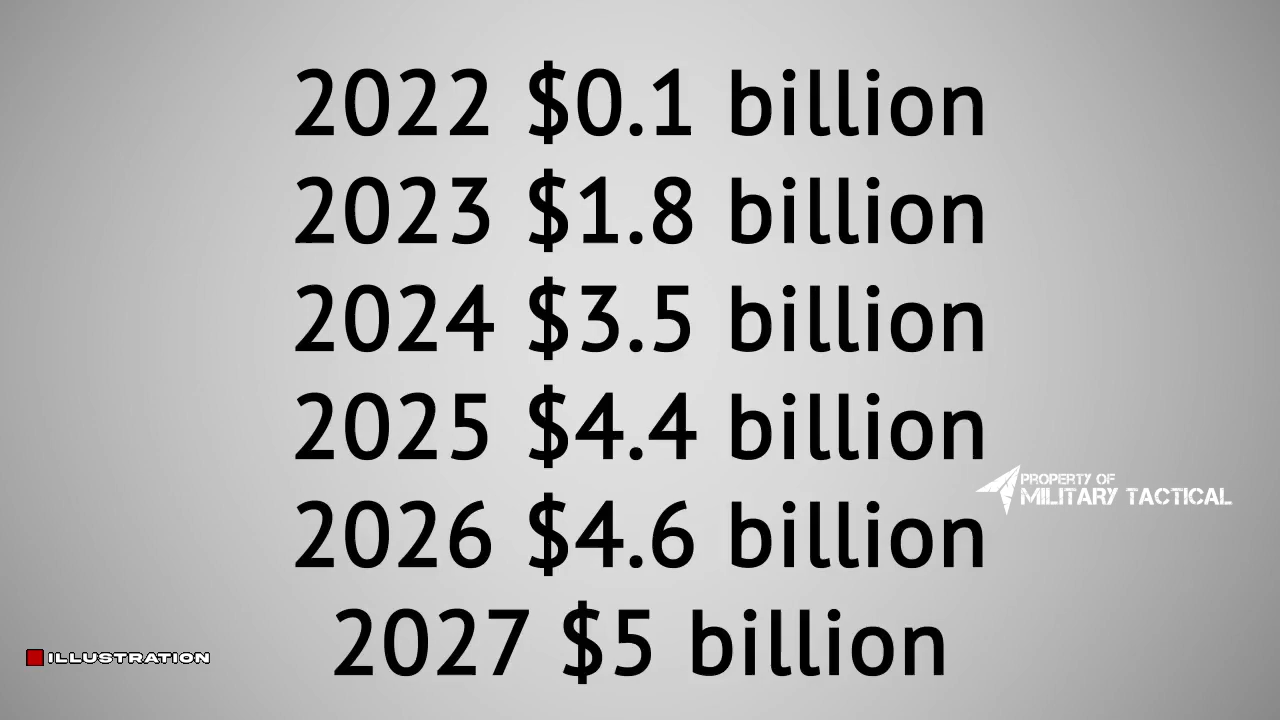 2022 $0.1 billion
2023 $1.8 billion
2024 $3.5 billion
2025 $4.4 billion
PROPERTY OF
MILITARY TACTICAL
2026 $4.6 billion
2027 $5 billion
ILLUSTRATION